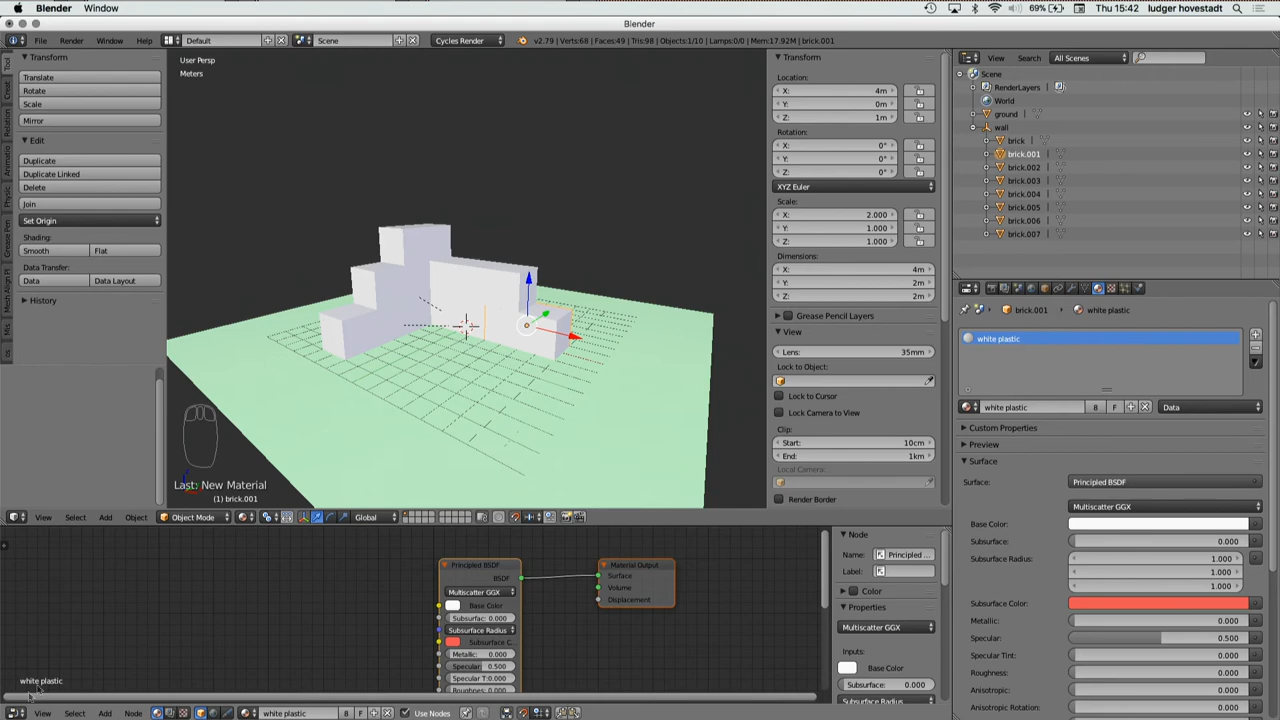 Blender Window 69% Thu 15:42 ludger hovestadt
Blender
File Render Window Help Default Scene Cycles Render v2.79 | Verts:68 | Faces:49 | Tris:98 | Objects:1/10 | Lamps:0/0 | Mem:17.92M | brick.001
Transform
Translate
Rotate
Scale
Mirror
Edit
Duplicate
Duplicate Linked
Delete
Join
Set Origin
Shading:
Smooth Flat
Data Transfer:
Data Data Layout
History
Tool
Relation
User Persp
Meters
Last: New Material
(1) brick.001
Transform
Location:
X: 4m
Y: 0m
Z: 1m
Rotation:
X: 0°
Y: 0°
Z: 0°
XYZ Euler
Scale:
X: 2.000
Y: 1.000
Z: 1.000
Dimensions:
X: 4m
Y: 2m
Z: 2m
Grease Pencil Layers
View
Lens: 35mm
Lock to Object:
Lock to Cursor
Lock Camera to View
Clip:
Start: 10cm
End: 1km
Local Camera:
Render Border
View Search All Scenes
Scene
RenderLayers
World
ground
wall
brick
brick.001
brick.002
brick.003
brick.004
brick.005
brick.006
brick.007
brick.001 white plastic
white plastic
white plastic 8 F Data
Custom Properties
Preview
Surface
Surface: Principled BSDF
Multiscatter GGX
Base Color:
Subsurface: 0.000
Subsurface Radius: 1.000
1.000
1.000
Subsurface Color:
Metallic: 0.000
Specular: 0.500
Specular Tint: 0.000
Roughness: 0.000
Anisotropic: 0.000
Anisotropic Rotation: 0.000
View Select Add Object Object Mode Global
Principled BSDF
BSDF
Multiscatter GGX
Base Color
Subsurfac: 0.000
Subsurface Radius
Subsurface C
Metallic: 0.000
Specular: 0.500
Specular T:0.000
Roughness: 0.000
Material Output
Surface
Volume
Displacement
Node
Name: Principled ...
Label:
Color
Properties
Multiscatter GGX
Inputs:
Base Color
Subsurface: 0.000
Subsurface Radius
white plastic
View Select Add Node white plastic 8 F Use Nodes